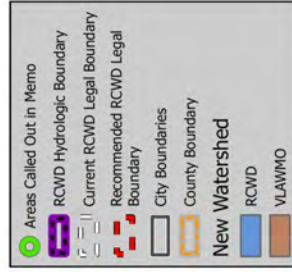 Areas Called Out in Memo
RCWD Hydrologic Boundary
Current RCWD Legal Boundary
Recommended RCWD Legal
Boundary
City Boundaries
County Boundary
New Watershed
RCWD
VLAWMO